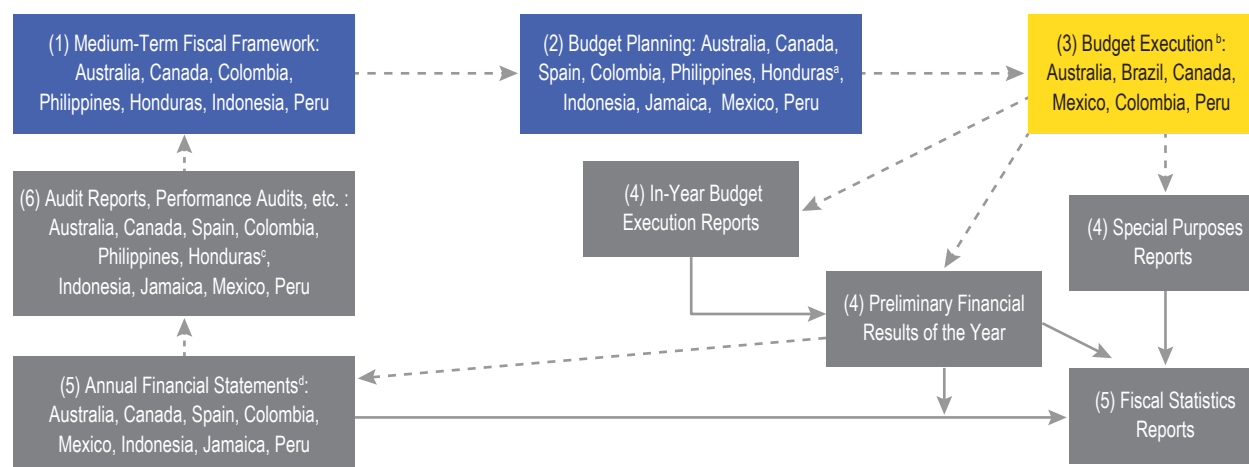 (1) Medium-Term Fiscal Framework:
Australia, Canada, Colombia,
Philippines, Honduras, Indonesia, Peru
(2) Budget Planning: Australia, Canada,
Spain, Colombia, Philippines, Hondurasᵃ,
Indonesia, Jamaica, Mexico, Peru
(3) Budget Execution ᵇ:
Australia, Brazil, Canada,
Mexico, Colombia, Peru
(6) Audit Reports, Performance Audits, etc. :
Australia, Canada, Spain, Colombia,
Philippines, Hondurasᶜ,
Indonesia, Jamaica, Mexico, Peru
(4) In-Year Budget
Execution Reports
(4) Special Purposes
Reports
(4) Preliminary Financial
Results of the Year
(5) Annual Financial Statementsᵈ:
Australia, Canada, Spain, Colombia,
Mexico, Indonesia, Jamaica, Peru
(5) Fiscal Statistics
Reports